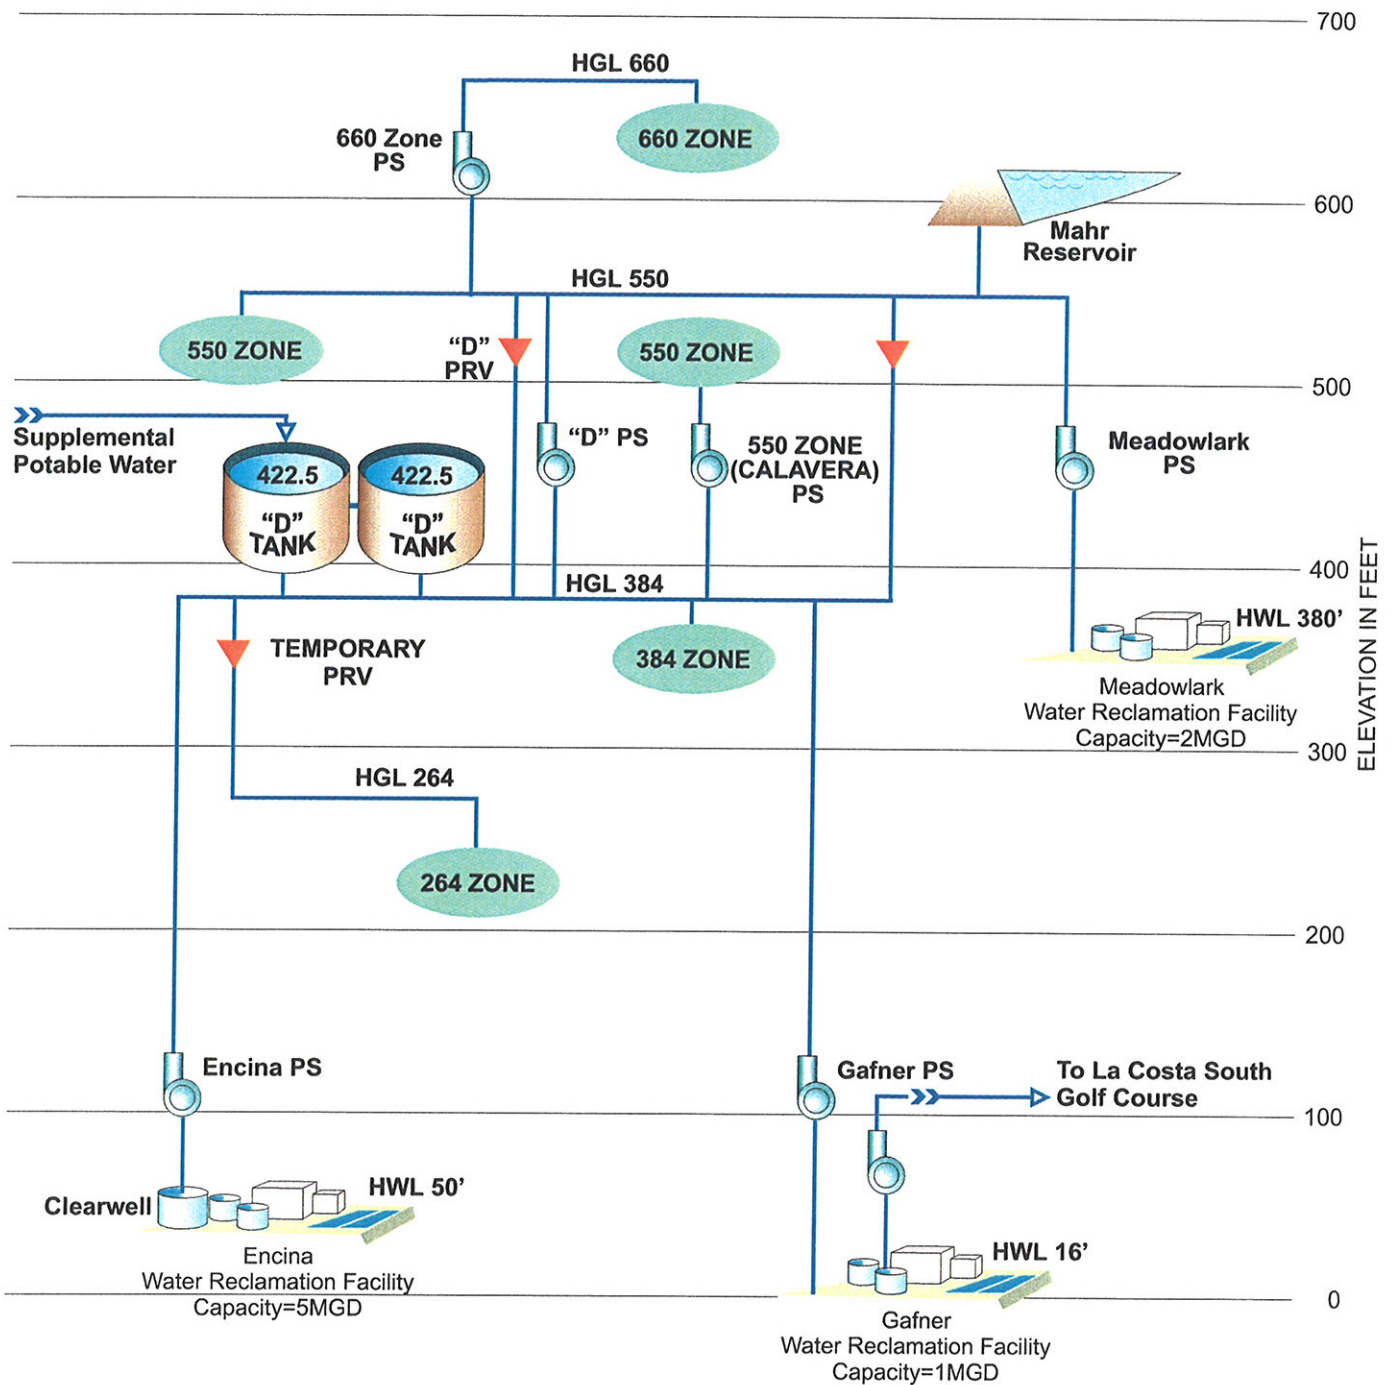 700
HGL 660
660 Zone
PS
660 ZONE
600
Mahr
Reservoir
HGL 550
550 ZONE
“D”
PRV
550 ZONE
500
Supplemental
Potable Water
“D” PS
550 ZONE
(CALAVERA)
PS
Meadowlark
PS
422.5
“D”
TANK
422.5
“D”
TANK
400
HGL 384
ELEVATION IN FEET
TEMPORARY
PRV
384 ZONE
HWL 380’
Meadowlark
Water Reclamation Facility
Capacity=2MGD
300
HGL 264
264 ZONE
200
Encina PS
Gafner PS
To La Costa South
Golf Course
100
Clearwell
HWL 50’
Encina
Water Reclamation Facility
Capacity=5MGD
HWL 16’
0
Gafner
Water Reclamation Facility
Capacity=1MGD